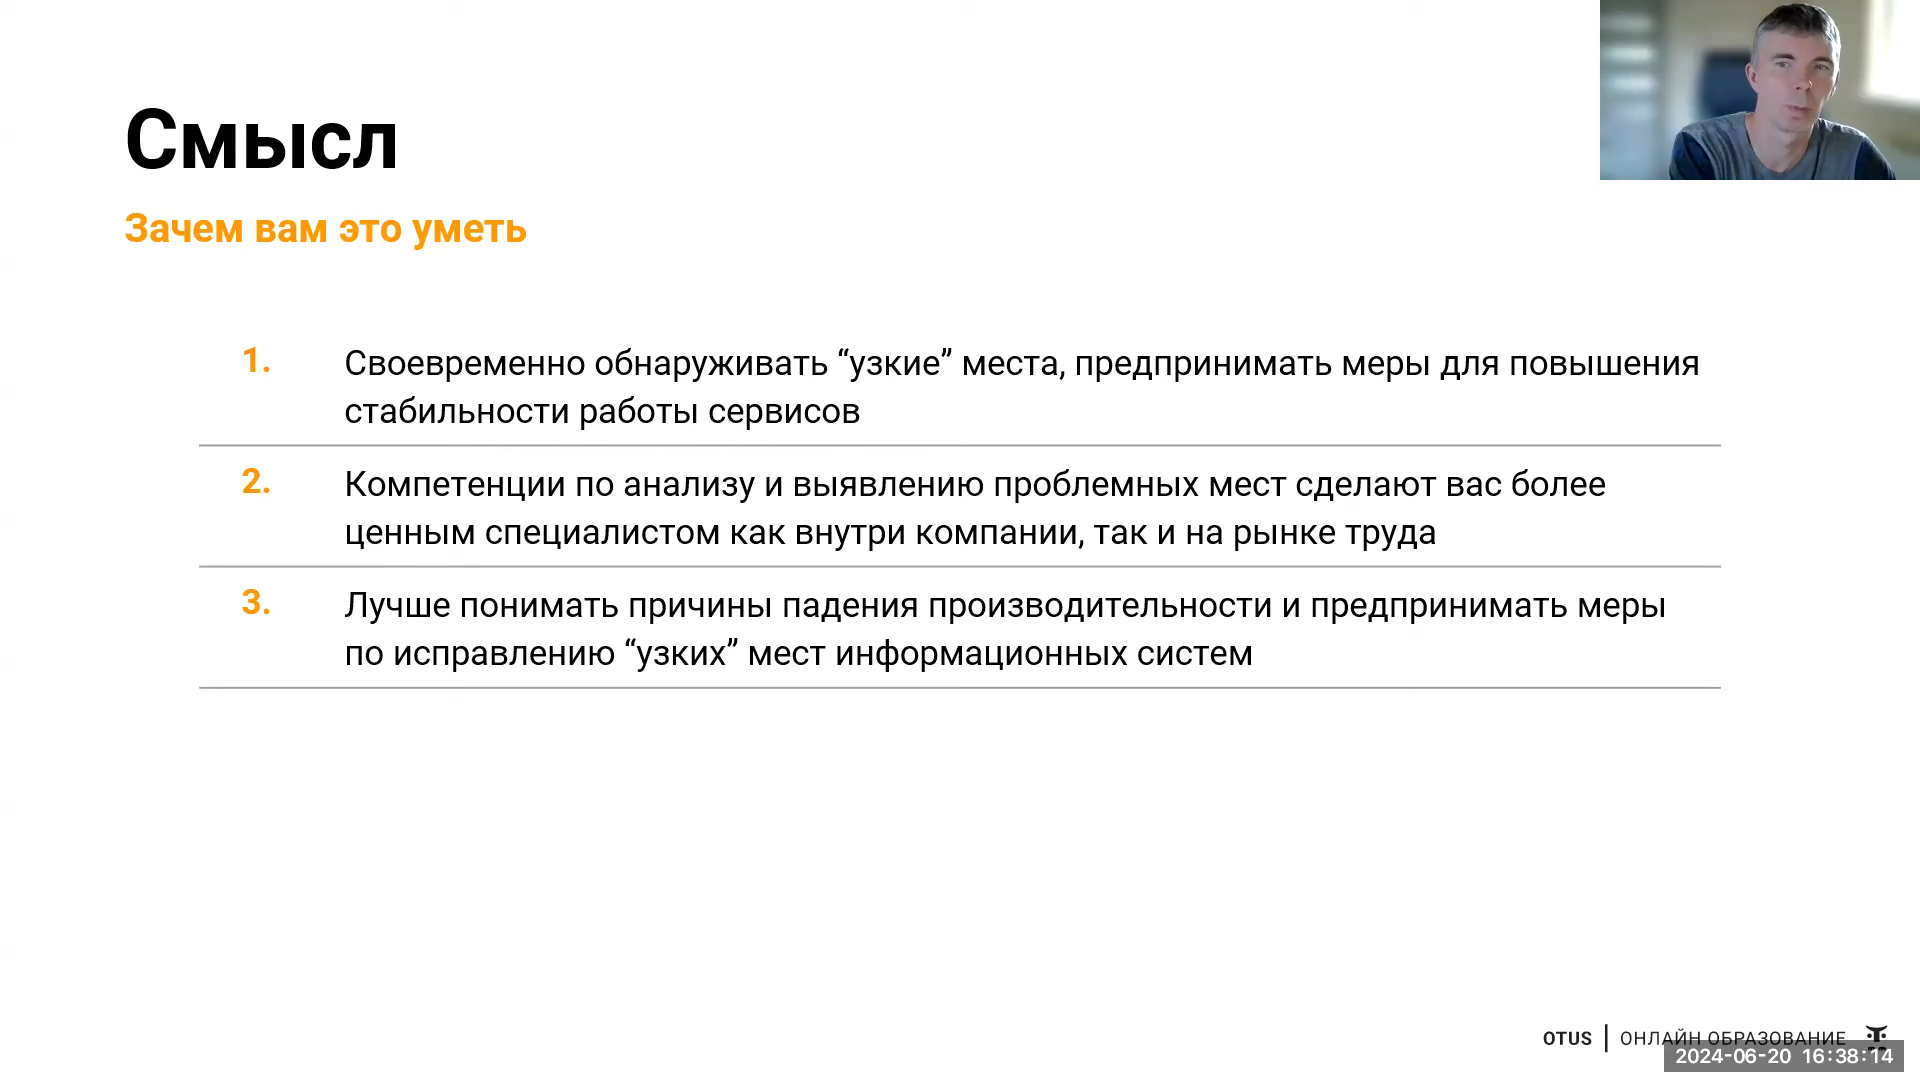 Смысл
Зачем вам это уметь
1. Своевременно обнаруживать “узкие” места, предпринимать меры для повышения
стабильности работы сервисов
2. Компетенции по анализу и выявлению проблемных мест сделают вас более
ценным специалистом как внутри компании, так и на рынке труда
3. Лучше понимать причины падения производительности и предпринимать меры
по исправлению “узких” мест информационных систем
OTUS | ОНЛАЙН ОБРАЗОВАНИЕ
2024-06-20 16:38:14